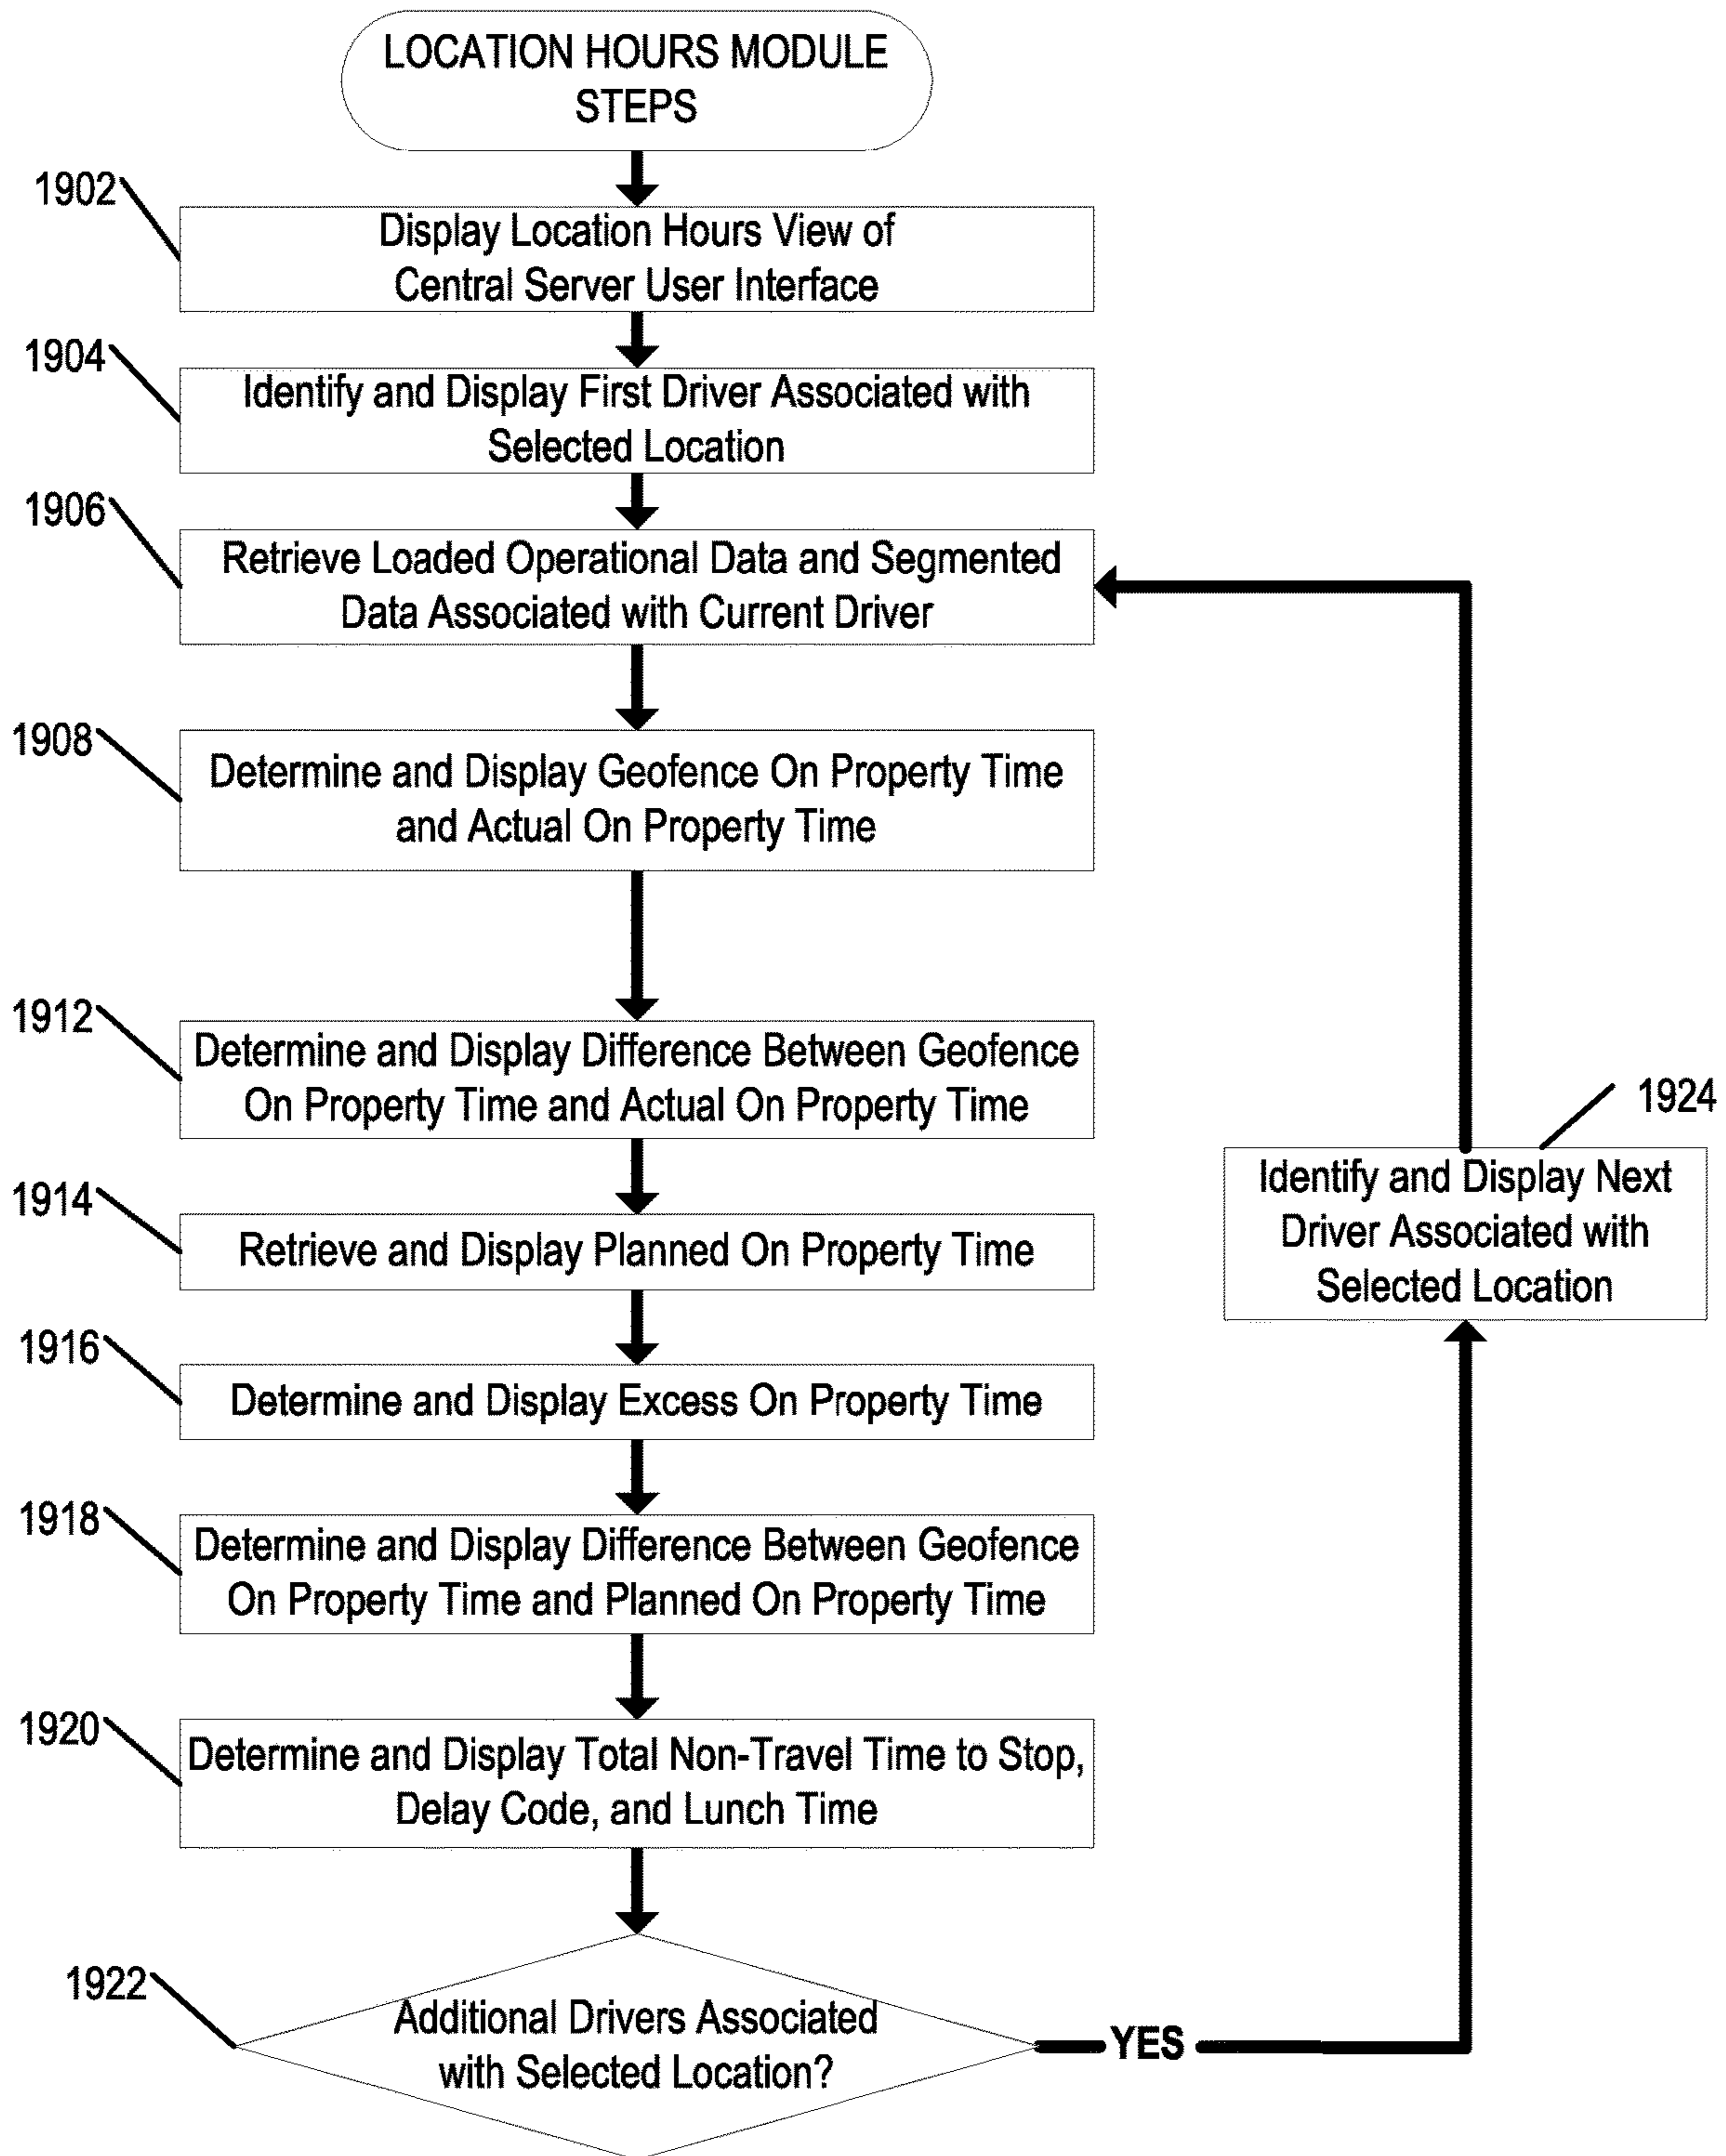 LOCATION HOURS MODULE
STEPS
1902
Display Location Hours View of
Central Server User Interface
1904
Identify and Display First Driver Associated with
Selected Location
1906
Retrieve Loaded Operational Data and Segmented
Data Associated with Current Driver
1908
Determine and Display Geofence On Property Time
and Actual On Property Time
1912
Determine and Display Difference Between Geofence
On Property Time and Actual On Property Time
1924
Identify and Display Next
Driver Associated with
Selected Location
1914
Retrieve and Display Planned On Property Time
1916
Determine and Display Excess On Property Time
1918
Determine and Display Difference Between Geofence
On Property Time and Planned On Property Time
1920
Determine and Display Total Non-Travel Time to Stop,
Delay Code, and Lunch Time
1922
Additional Drivers Associated
with Selected Location?
YES